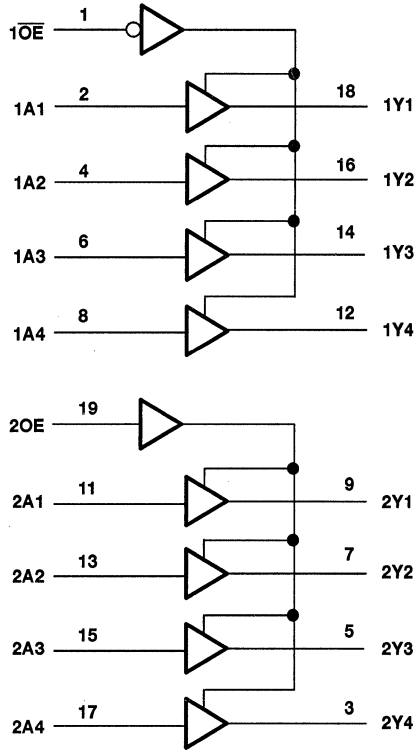 1O̅E̅ 1
1A1 2 18 1Y1
1A2 4 16 1Y2
1A3 6 14 1Y3
1A4 8 12 1Y4
2OE 19
2A1 11 9 2Y1
2A2 13 7 2Y2
2A3 15 5 2Y3
2A4 17 3 2Y4